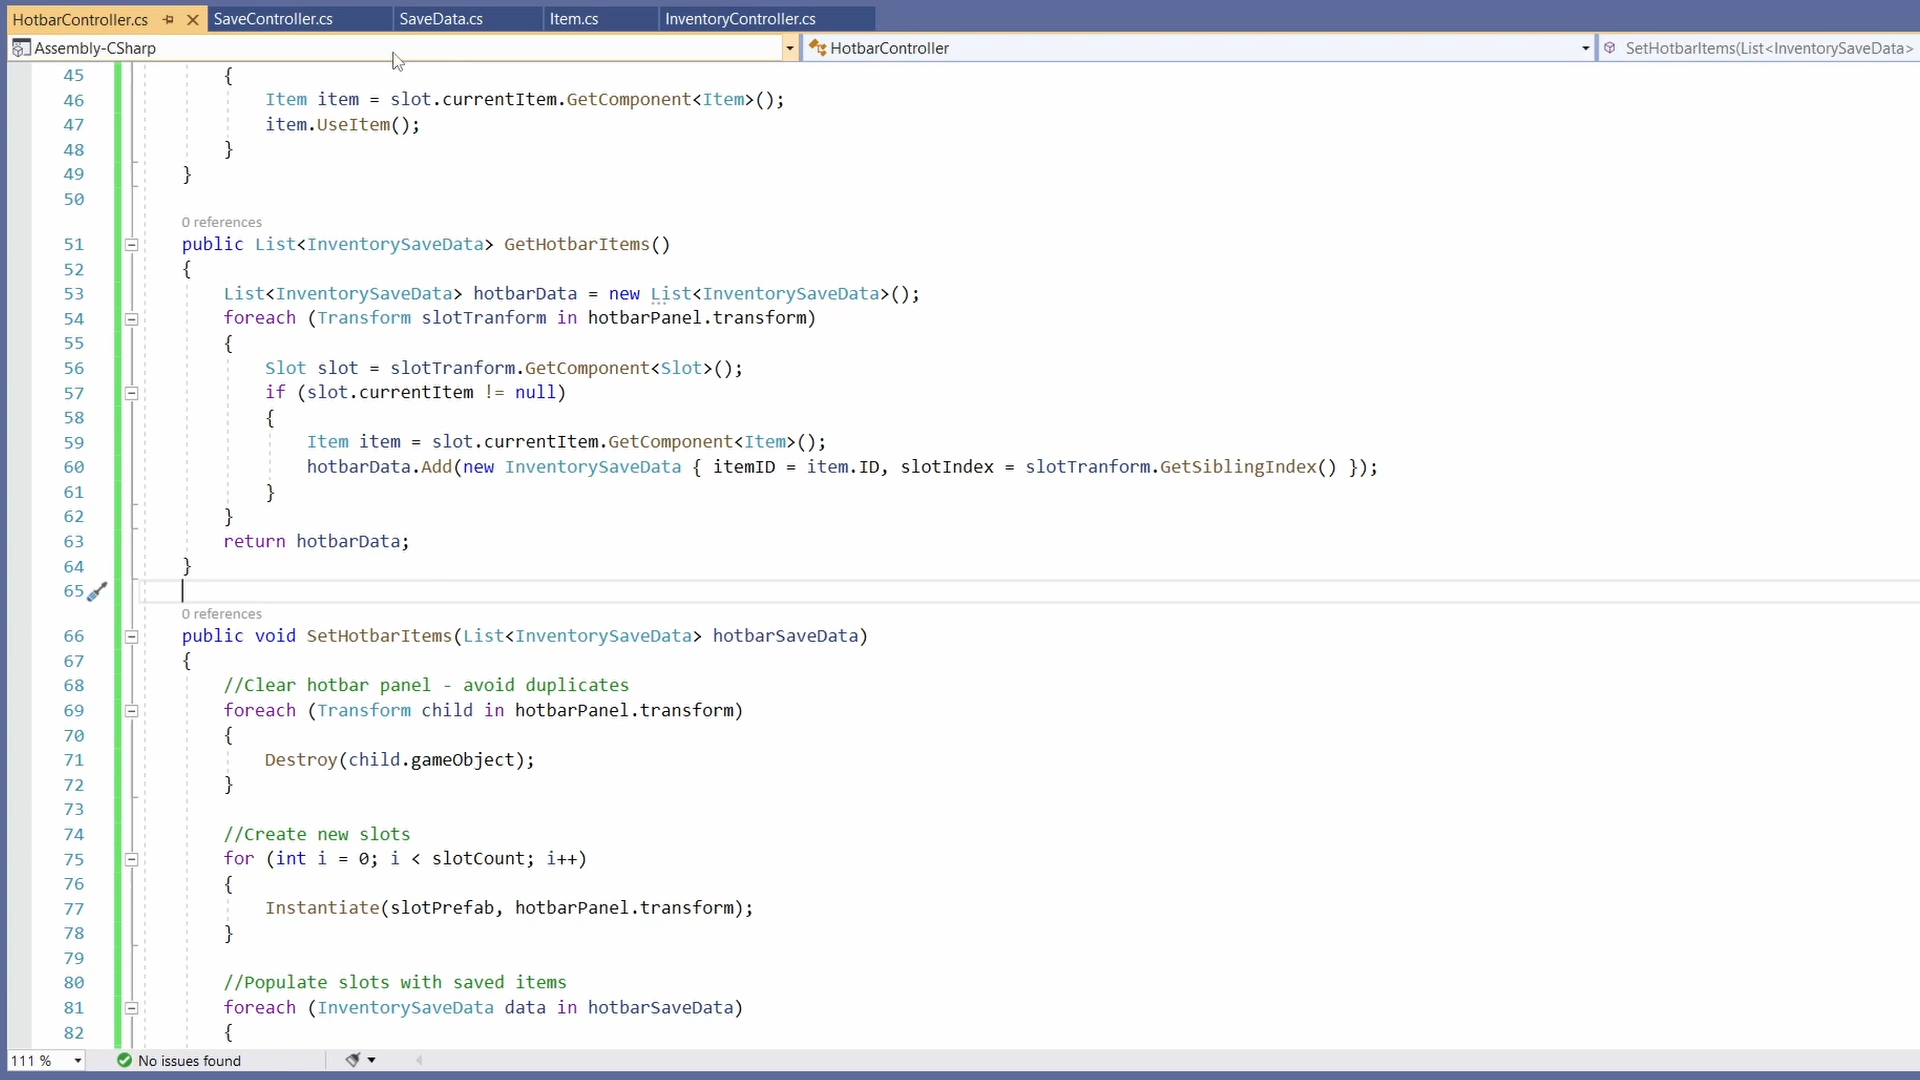 HotbarController.cs SaveController.cs SaveData.cs Item.cs InventoryController.cs
Assembly-CSharp HotbarController SetHotbarItems(List<InventorySaveData>
45 {
46 Item item = slot.currentItem.GetComponent<Item>();
47 item.UseItem();
48 }
49 }
50
0 references
51 public List<InventorySaveData> GetHotbarItems()
52 {
53 List<InventorySaveData> hotbarData = new List<InventorySaveData>();
54 foreach (Transform slotTranform in hotbarPanel.transform)
55 {
56 Slot slot = slotTranform.GetComponent<Slot>();
57 if (slot.currentItem != null)
58 {
59 Item item = slot.currentItem.GetComponent<Item>();
60 hotbarData.Add(new InventorySaveData { itemID = item.ID, slotIndex = slotTranform.GetSiblingIndex() });
61 }
62 }
63 return hotbarData;
64 }
65
0 references
66 public void SetHotbarItems(List<InventorySaveData> hotbarSaveData)
67 {
68 //Clear hotbar panel - avoid duplicates
69 foreach (Transform child in hotbarPanel.transform)
70 {
71 Destroy(child.gameObject);
72 }
73
74 //Create new slots
75 for (int i = 0; i < slotCount; i++)
76 {
77 Instantiate(slotPrefab, hotbarPanel.transform);
78 }
79
80 //Populate slots with saved items
81 foreach (InventorySaveData data in hotbarSaveData)
82 {
111 % No issues found